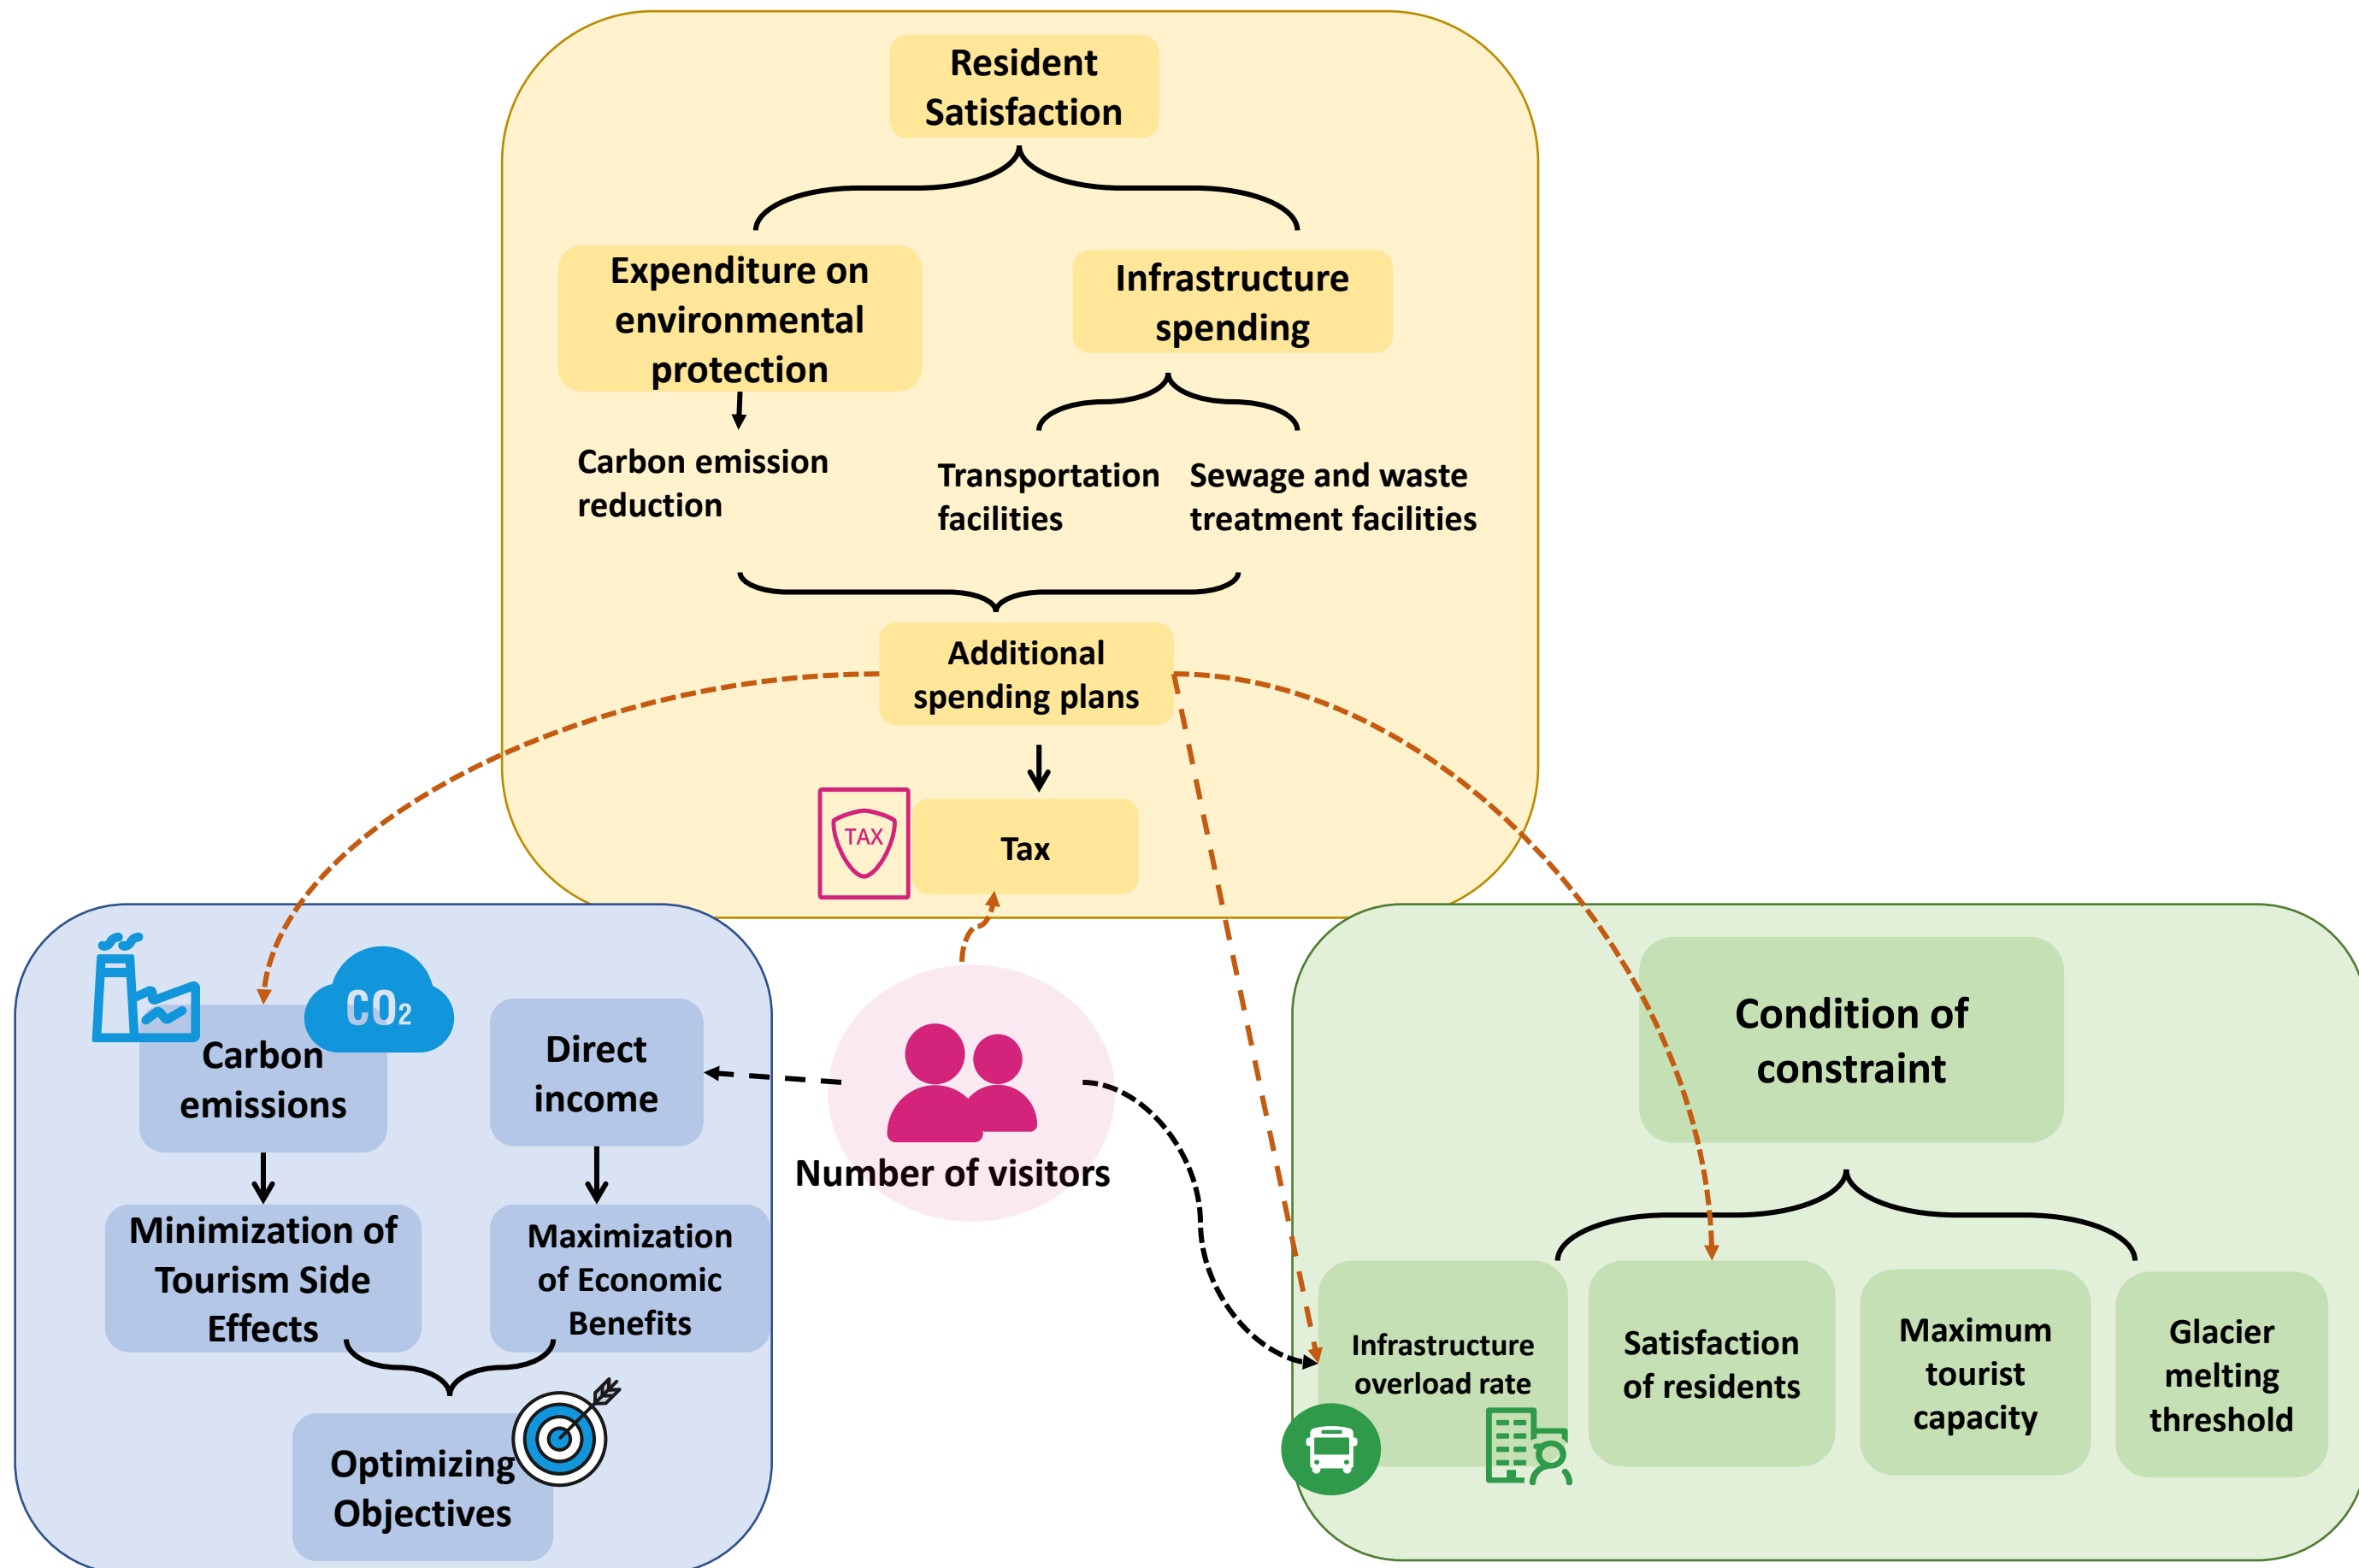 Resident
Satisfaction
Expenditure on
environmental
protection
Infrastructure
spending
Carbon emission
reduction
Transportation
facilities
Sewage and waste
treatment facilities
Additional
spending plans
TAX
Tax
CO₂
Carbon
emissions
Direct
income
Number of visitors
Minimization of
Tourism Side
Effects
Maximization
of Economic
Benefits
Optimizing
Objectives
Condition of
constraint
Infrastructure
overload rate
Satisfaction
of residents
Maximum
tourist
capacity
Glacier
melting
threshold